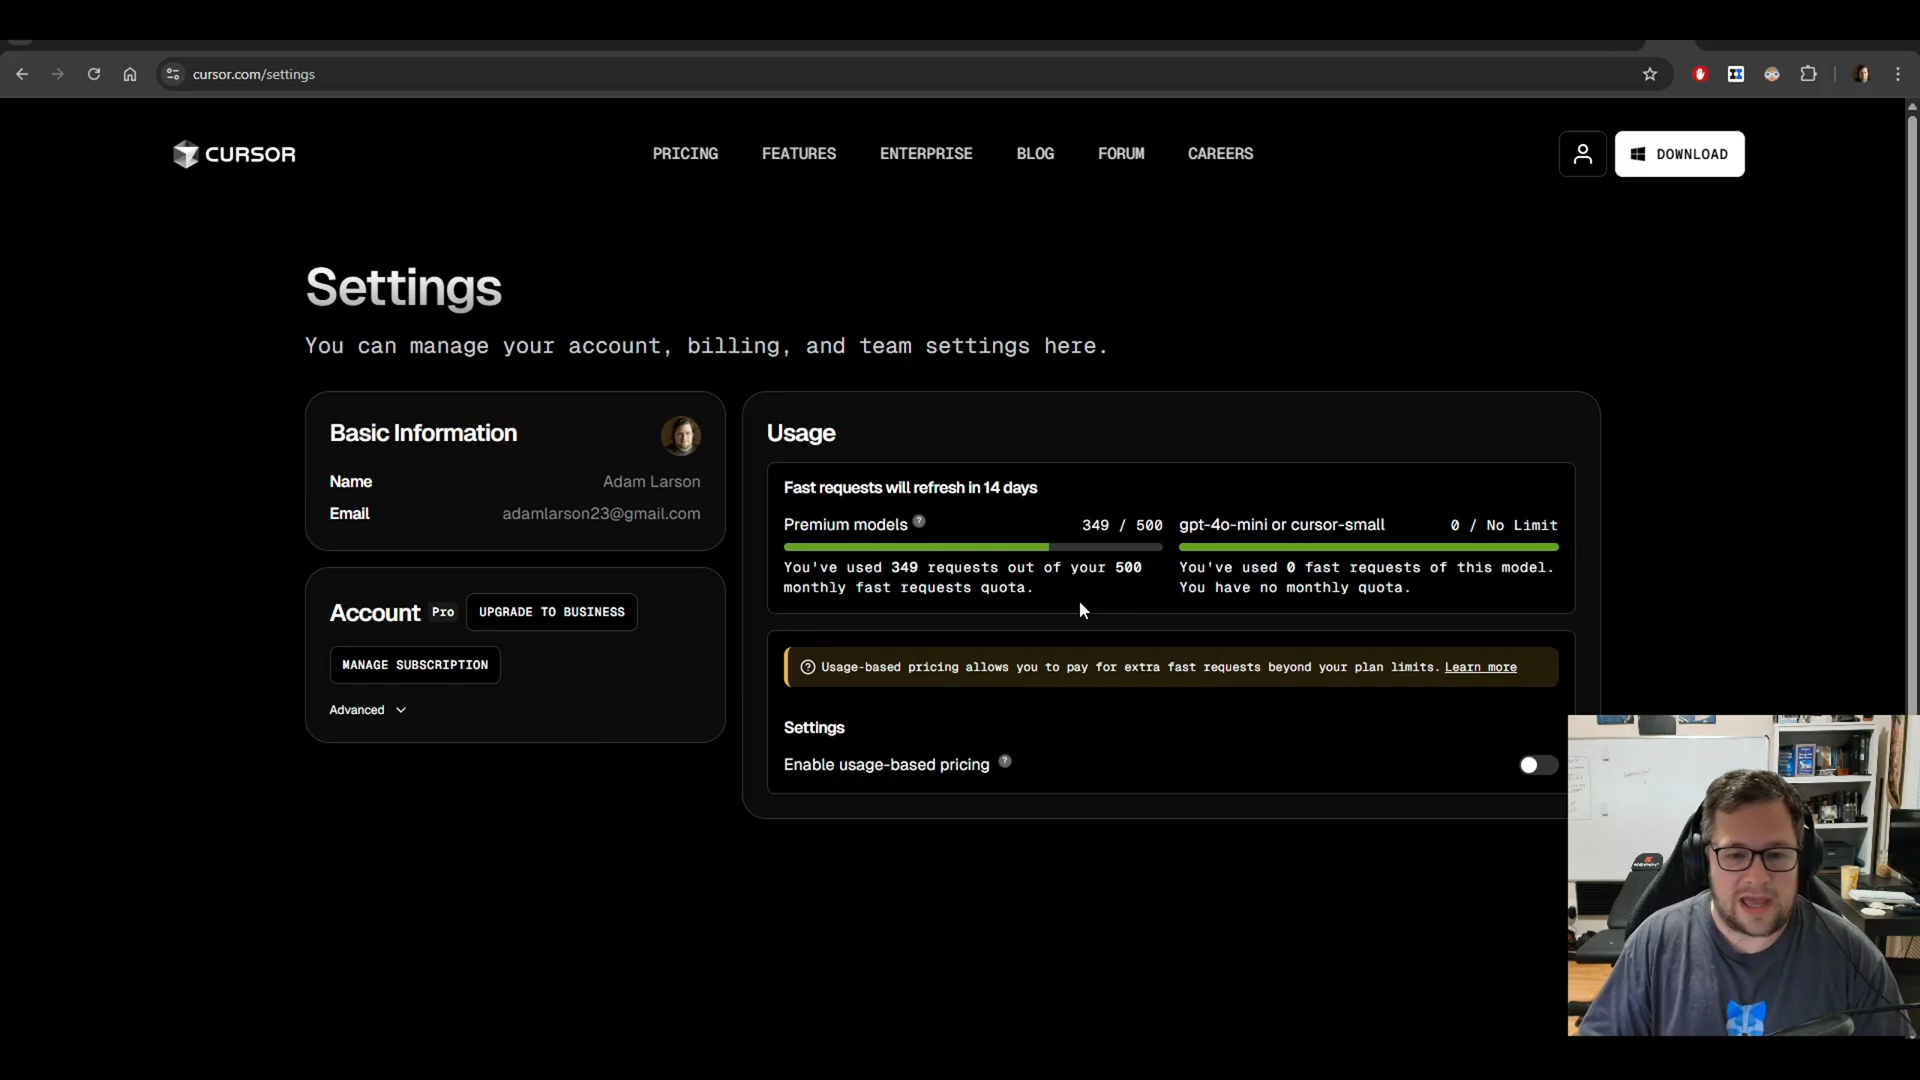 cursor.com/settings
CURSOR
PRICING FEATURES ENTERPRISE BLOG FORUM CAREERS
DOWNLOAD
Settings
You can manage your account, billing, and team settings here.
Basic Information
Name Adam Larson
Email adamlarson23@gmail.com
Account Pro UPGRADE TO BUSINESS
MANAGE SUBSCRIPTION
Advanced
Usage
Fast requests will refresh in 14 days
Premium models ? 349 / 500
You've used 349 requests out of your 500
monthly fast requests quota.
gpt-4o-mini or cursor-small 0 / No Limit
You've used 0 fast requests of this model.
You have no monthly quota.
? Usage-based pricing allows you to pay for extra fast requests beyond your plan limits. Learn more
Settings
Enable usage-based pricing ?